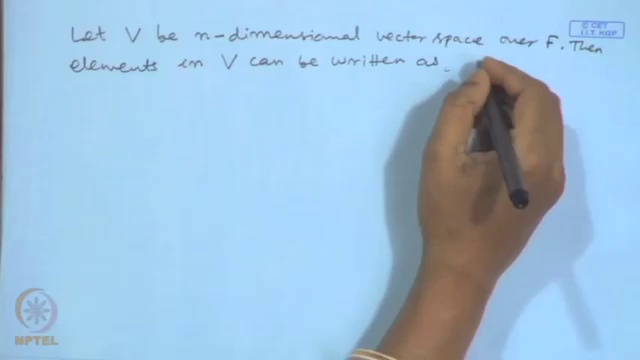 © CET
I.I.T. KGP
Let V be n-dimensional vector space over F. Then
elements in V can be written as
NPTEL